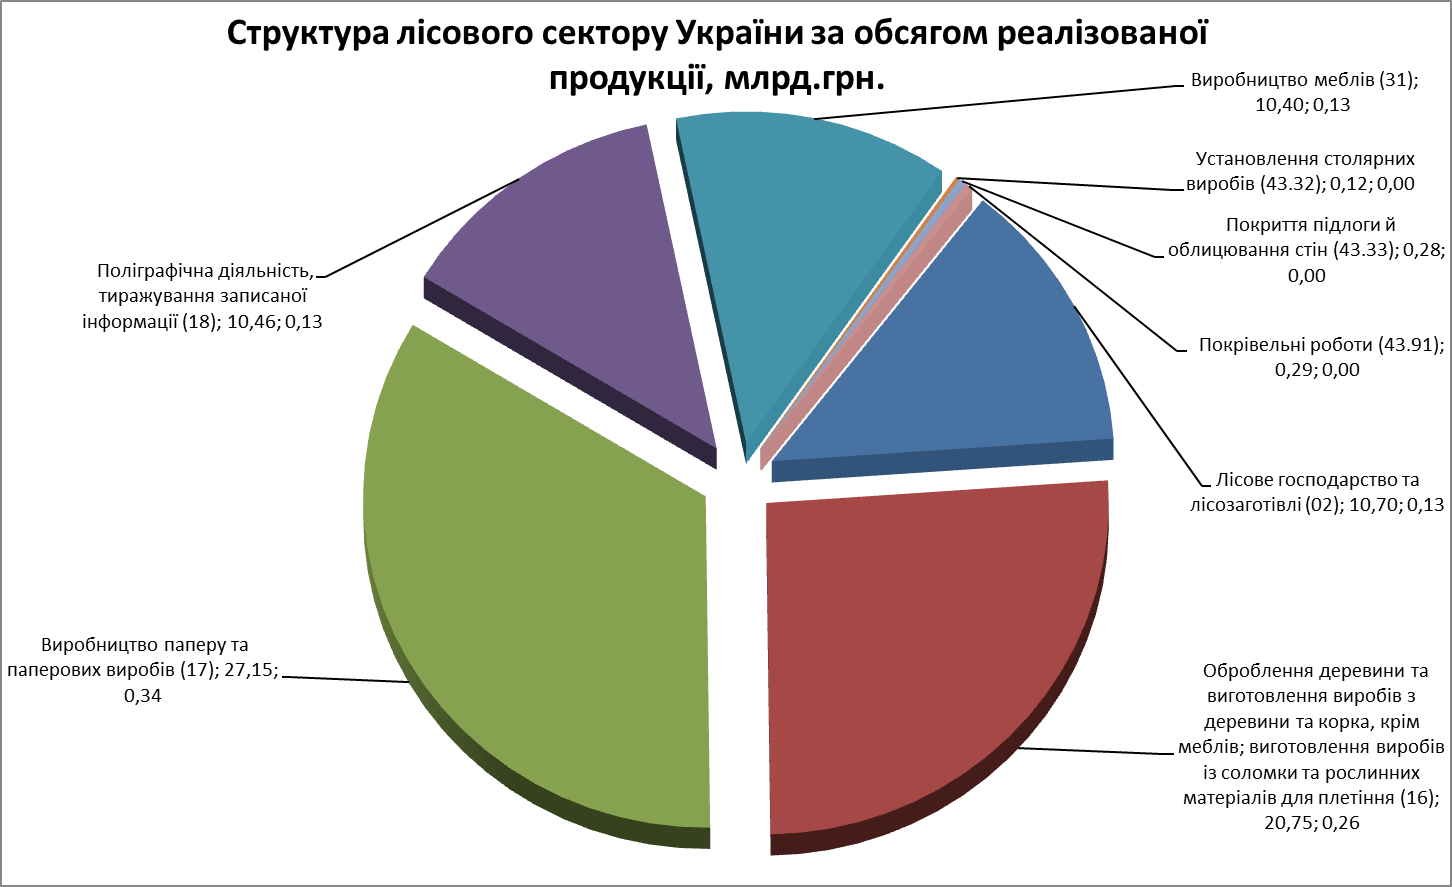 Структура лісового сектору України за обсягом реалізованої
продукції, млрд.грн.
Виробництво меблів (31);
10,40; 0,13
Установлення столярних
виробів (43.32); 0,12; 0,00
Покриття підлоги й
облицювання стін (43.33); 0,28;
0,00
Покрівельні роботи (43.91);
0,29; 0,00
Лісове господарство та
лісозаготівлі (02); 10,70; 0,13
Оброблення деревини та
виготовлення виробів з
деревини та корка, крім
меблів; виготовлення виробів
із соломки та рослинних
матеріалів для плетіння (16);
20,75; 0,26
Виробництво паперу та
паперових виробів (17); 27,15;
0,34
Поліграфічна діяльність,
тиражування записаної
інформації (18); 10,46; 0,13